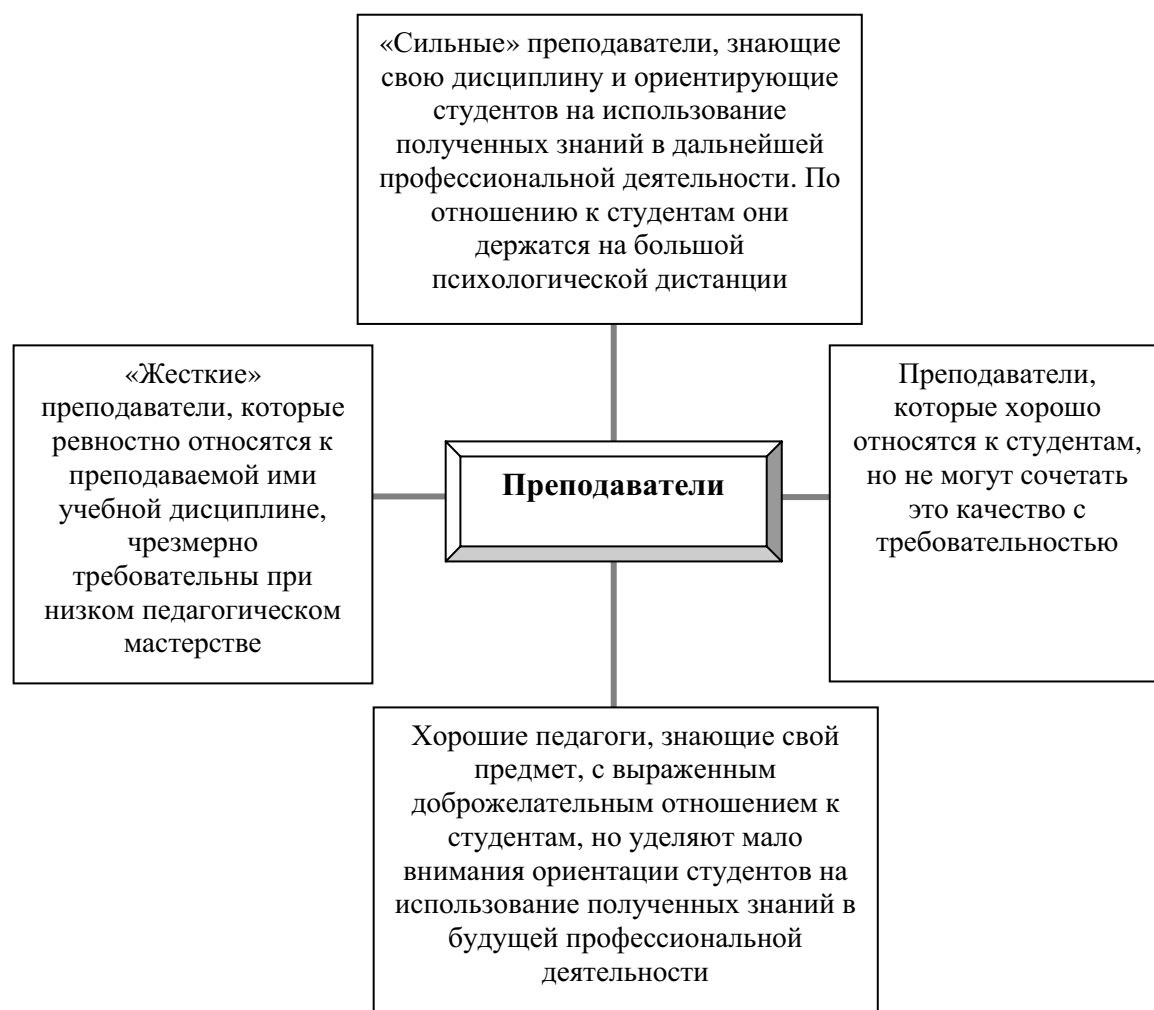 «Сильные» преподаватели, знающие
свою дисциплину и ориентирующие
студентов на использование
полученных знаний в дальнейшей
профессиональной деятельности. По
отношению к студентам они
держатся на большой
психологической дистанции
«Жесткие»
преподаватели, которые
ревностно относятся к
преподаваемой ими
учебной дисциплине,
чрезмерно
требовательны при
низком педагогическом
мастерстве
Преподаватели
Преподаватели,
которые хорошо
относятся к студентам,
но не могут сочетать
это качество с
требовательностью
Хорошие педагоги, знающие свой
предмет, с выраженным
доброжелательным отношением к
студентам, но уделяют мало
внимания ориентации студентов на
использование полученных знаний в
будущей профессиональной
деятельности